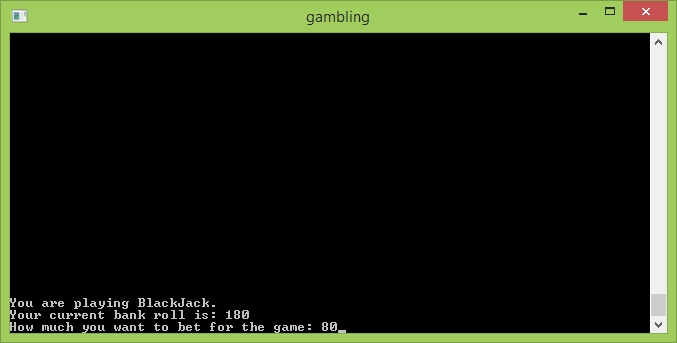 gambling
You are playing BlackJack.
Your current bank roll is: 180
How much you want to bet for the game: 80_